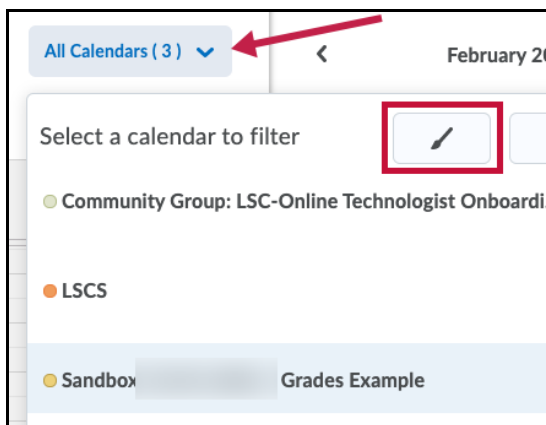 All Calendars ( 3 )
February 20
Select a calendar to filter
Community Group: LSC-Online Technologist Onboardi
LSCS
Sandbox Grades Example